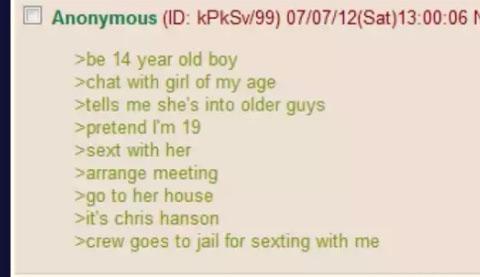 Anonymous (ID: kPkSv/99) 07/07/12(Sat)13:00:06
>be 14 year old boy
>chat with girl of my age
>tells me she's into older guys
>pretend I'm 19
>sext with her
>arrange meeting
>go to her house
>it's chris hanson
>crew goes to jail for sexting with me